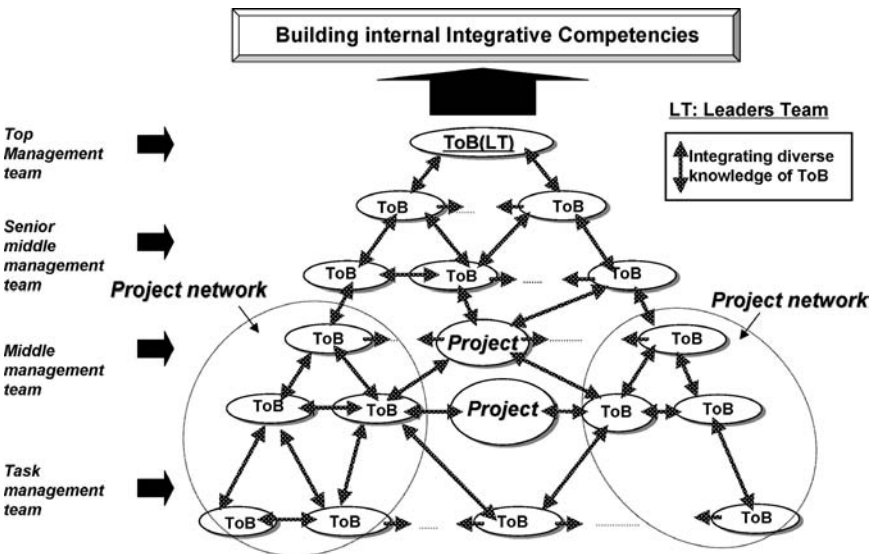 Building internal Integrative Competencies
LT: Leaders Team
Integrating diverse
knowledge of ToB
Top
Management
team
ToB(LT)
ToB
ToB
Senior
middle
management
team
ToB
ToB
ToB
Project network
Project network
Middle
management
team
ToB
Project
ToB
ToB
ToB
Project
ToB
ToB
Task
management
team
ToB
ToB
ToB
ToB